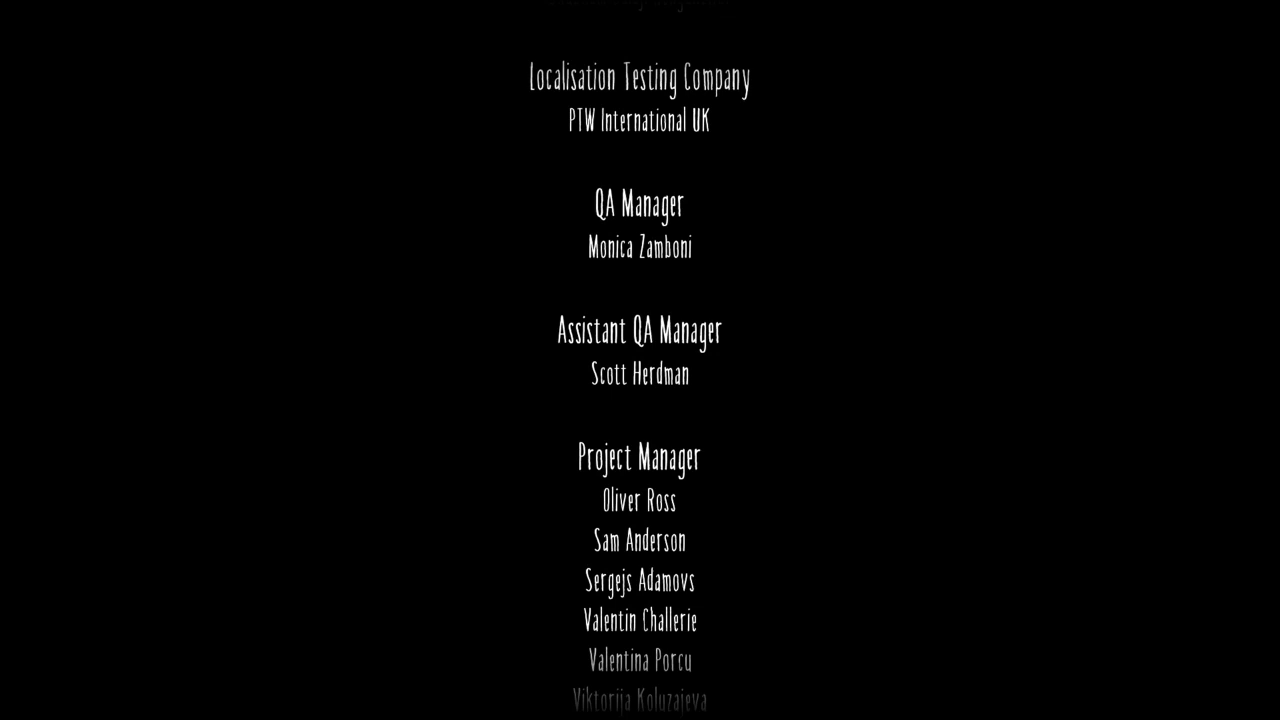 Localisation Testing Company
PTW International UK
QA Manager
Monica Zamboni
Assistant QA Manager
Scott Herdman
Project Manager
Oliver Ross
Sam Anderson
Sergejs Adamovs
Valentin Challerie
Valentina Porcu
Viktorija Koluzajeva